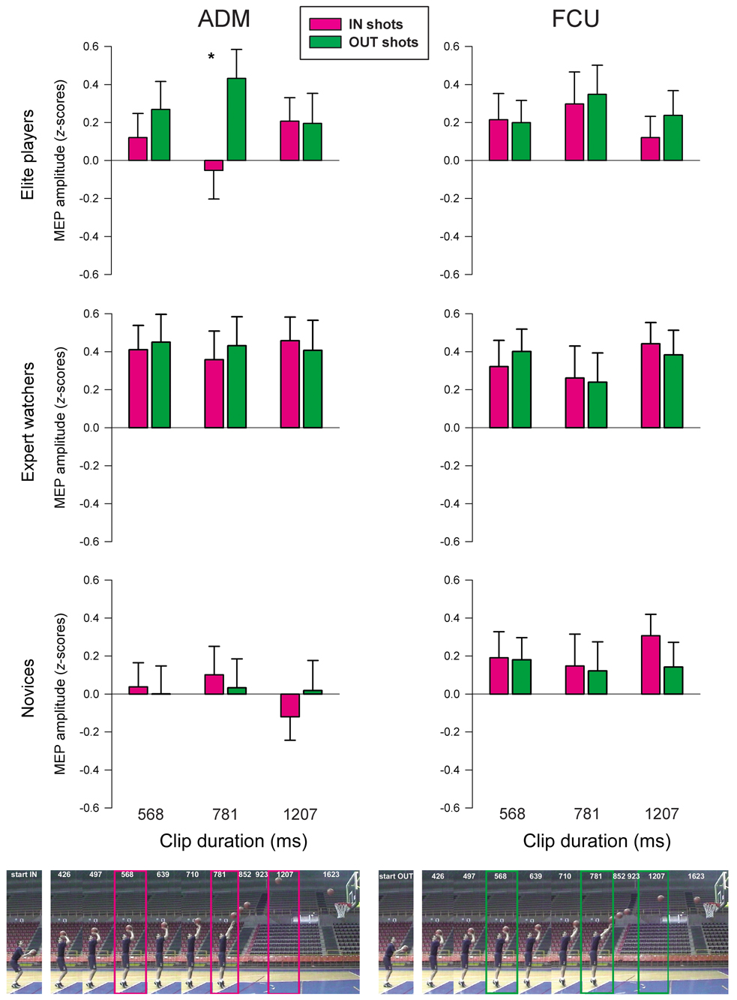 ADM
FCU
IN shots
OUT shots
Elite players
MEP amplitude (z-scores)
0.6
0.4
0.2
0.0
-0.2
-0.4
-0.6
*
0.6
0.4
0.2
0.0
-0.2
-0.4
-0.6
Expert watchers
MEP amplitude (z-scores)
0.6
0.4
0.2
0.0
-0.2
-0.4
-0.6
0.6
0.4
0.2
0.0
-0.2
-0.4
-0.6
Novices
MEP amplitude (z-scores)
0.6
0.4
0.2
0.0
-0.2
-0.4
-0.6
0.6
0.4
0.2
0.0
-0.2
-0.4
-0.6
568 781 1207
568 781 1207
Clip duration (ms)
Clip duration (ms)
start IN 426 497 568 639 710 781 852 923 1207 1623
start OUT 426 497 568 639 710 781 852 923 1207 1623